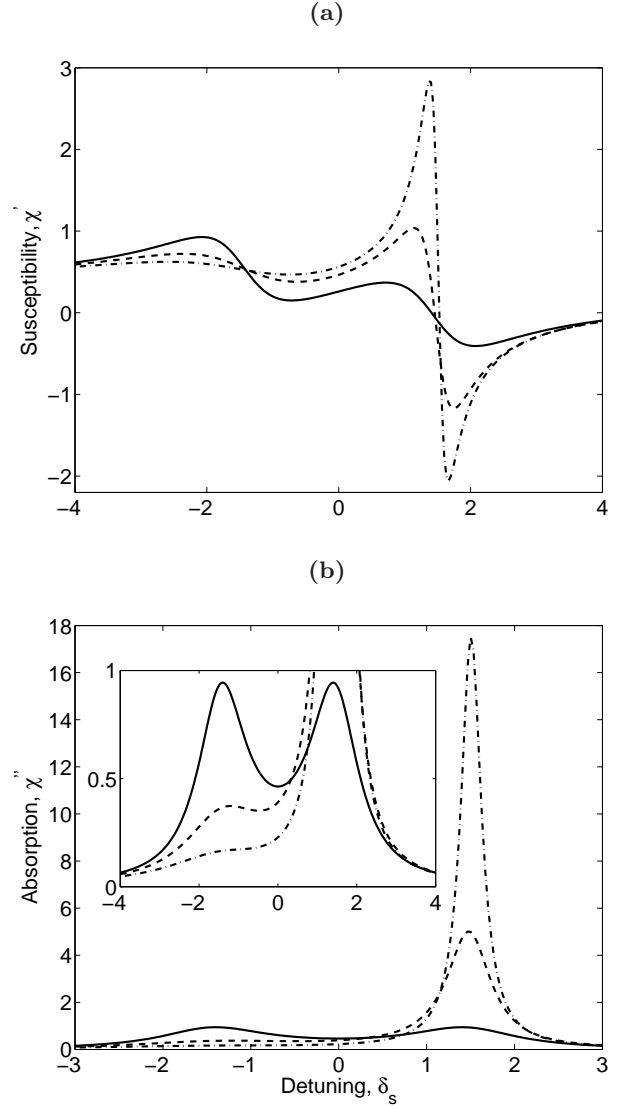 (a)
3
2
1
0
−1
−2
Susceptibility, χ'
−4 −2 0 2 4
(b)
18
16
14
12
10
8
6
4
2
0
Absorption, χ''
1
0.5
0
−4 −2 0 2 4
−3 −2 −1 0 1 2 3
Detuning, δs